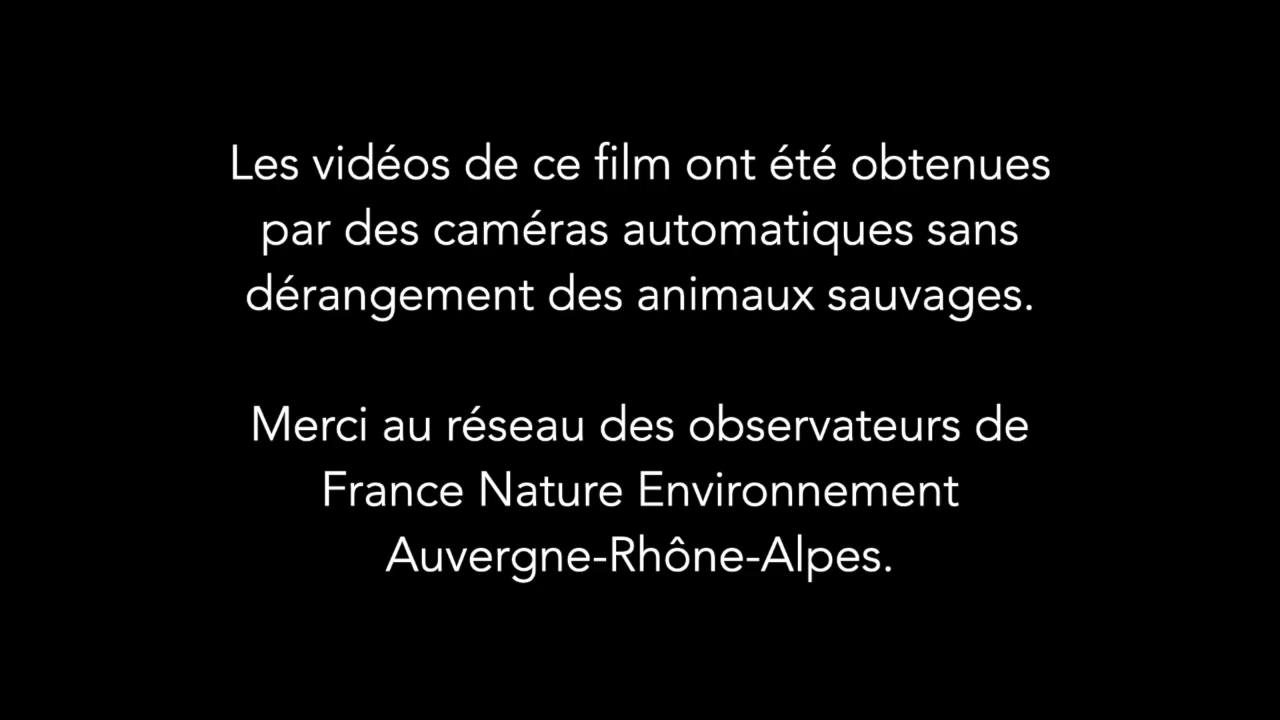 Les vidéos de ce film ont été obtenues
par des caméras automatiques sans
dérangement des animaux sauvages.
Merci au réseau des observateurs de
France Nature Environnement
Auvergne-Rhône-Alpes.